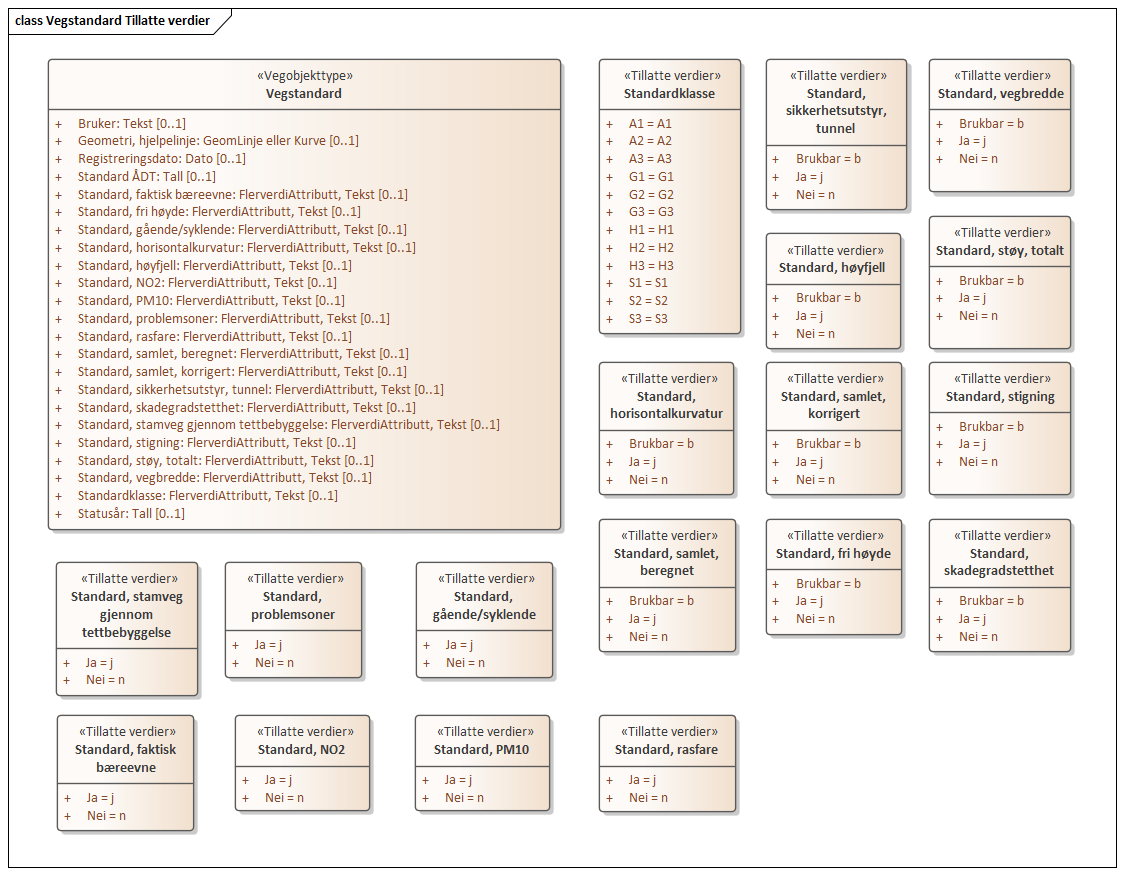 class Vegstandard Tillatte verdier
«Vegobjekttype»
Vegstandard
+ Bruker: Tekst [0..1]
+ Geometri, hjelpelinje: GeomLinje eller Kurve [0..1]
+ Registreringsdato: Dato [0..1]
+ Standard ÅDT: Tall [0..1]
+ Standard, faktisk bæreevne: FlerverdiAttributt, Tekst [0..1]
+ Standard, fri høyde: FlerverdiAttributt, Tekst [0..1]
+ Standard, gående/syklende: FlerverdiAttributt, Tekst [0..1]
+ Standard, horisontalkurvatur: FlerverdiAttributt, Tekst [0..1]
+ Standard, høyfjell: FlerverdiAttributt, Tekst [0..1]
+ Standard, NO2: FlerverdiAttributt, Tekst [0..1]
+ Standard, PM10: FlerverdiAttributt, Tekst [0..1]
+ Standard, problemsoner: FlerverdiAttributt, Tekst [0..1]
+ Standard, rasfare: FlerverdiAttributt, Tekst [0..1]
+ Standard, samlet, beregnet: FlerverdiAttributt, Tekst [0..1]
+ Standard, samlet, korrigert: FlerverdiAttributt, Tekst [0..1]
+ Standard, sikkerhetsutstyr, tunnel: FlerverdiAttributt, Tekst [0..1]
+ Standard, skadegradstetthet: FlerverdiAttributt, Tekst [0..1]
+ Standard, stamveg gjennom tettbebyggelse: FlerverdiAttributt, Tekst [0..1]
+ Standard, stigning: FlerverdiAttributt, Tekst [0..1]
+ Standard, støy, totalt: FlerverdiAttributt, Tekst [0..1]
+ Standard, vegbredde: FlerverdiAttributt, Tekst [0..1]
+ Standardklasse: FlerverdiAttributt, Tekst [0..1]
+ Statusår: Tall [0..1]
«Tillatte verdier»
Standardklasse
+ A1 = A1
+ A2 = A2
+ A3 = A3
+ G1 = G1
+ G2 = G2
+ G3 = G3
+ H1 = H1
+ H2 = H2
+ H3 = H3
+ S1 = S1
+ S2 = S2
+ S3 = S3
«Tillatte verdier»
Standard,
sikkerhetsutstyr,
tunnel
+ Brukbar = b
+ Ja = j
+ Nei = n
«Tillatte verdier»
Standard, vegbredde
+ Brukbar = b
+ Ja = j
+ Nei = n
«Tillatte verdier»
Standard, høyfjell
+ Brukbar = b
+ Ja = j
+ Nei = n
«Tillatte verdier»
Standard, støy, totalt
+ Brukbar = b
+ Ja = j
+ Nei = n
«Tillatte verdier»
Standard,
horisontalkurvatur
+ Brukbar = b
+ Ja = j
+ Nei = n
«Tillatte verdier»
Standard, samlet,
korrigert
+ Brukbar = b
+ Ja = j
+ Nei = n
«Tillatte verdier»
Standard, stigning
+ Brukbar = b
+ Ja = j
+ Nei = n
«Tillatte verdier»
Standard, samlet,
beregnet
+ Brukbar = b
+ Ja = j
+ Nei = n
«Tillatte verdier»
Standard, fri høyde
+ Brukbar = b
+ Ja = j
+ Nei = n
«Tillatte verdier»
Standard,
skadegradstetthet
+ Brukbar = b
+ Ja = j
+ Nei = n
«Tillatte verdier»
Standard, stamveg
gjennom
tettbebyggelse
+ Ja = j
+ Nei = n
«Tillatte verdier»
Standard,
problemsoner
+ Ja = j
+ Nei = n
«Tillatte verdier»
Standard,
gående/syklende
+ Ja = j
+ Nei = n
«Tillatte verdier»
Standard, faktisk
bæreevne
+ Ja = j
+ Nei = n
«Tillatte verdier»
Standard, NO2
+ Ja = j
+ Nei = n
«Tillatte verdier»
Standard, PM10
+ Ja = j
+ Nei = n
«Tillatte verdier»
Standard, rasfare
+ Ja = j
+ Nei = n